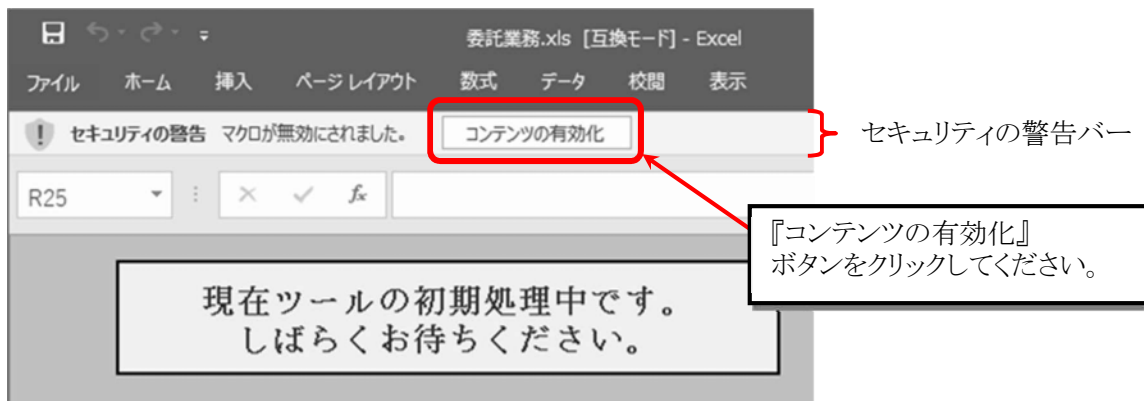 委託業務.xls [互換モード] - Excel
ファイル ホーム 挿入 ページ レイアウト 数式 データ 校閲 表示
セキュリティの警告 マクロが無効にされました。 コンテンツの有効化
セキュリティの警告バー
R25 fx
『コンテンツの有効化』
ボタンをクリックしてください。
現在ツールの初期処理中です。
しばらくお待ちください。